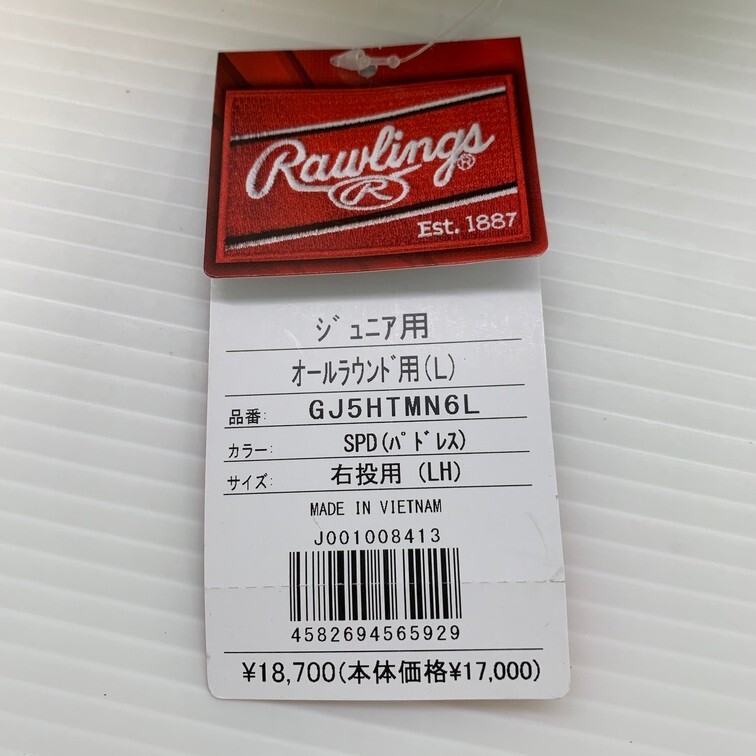 Rawlings®
R
Est. 1887
ジュニア用
オールラウンド用(L)
品番: GJ5HTMN6L
カラー: SPD(パドレス)
サイズ: 右投用 (LH)
MADE IN VIETNAM
J001008413
4582694565929
¥18,700(本体価格¥17,000)